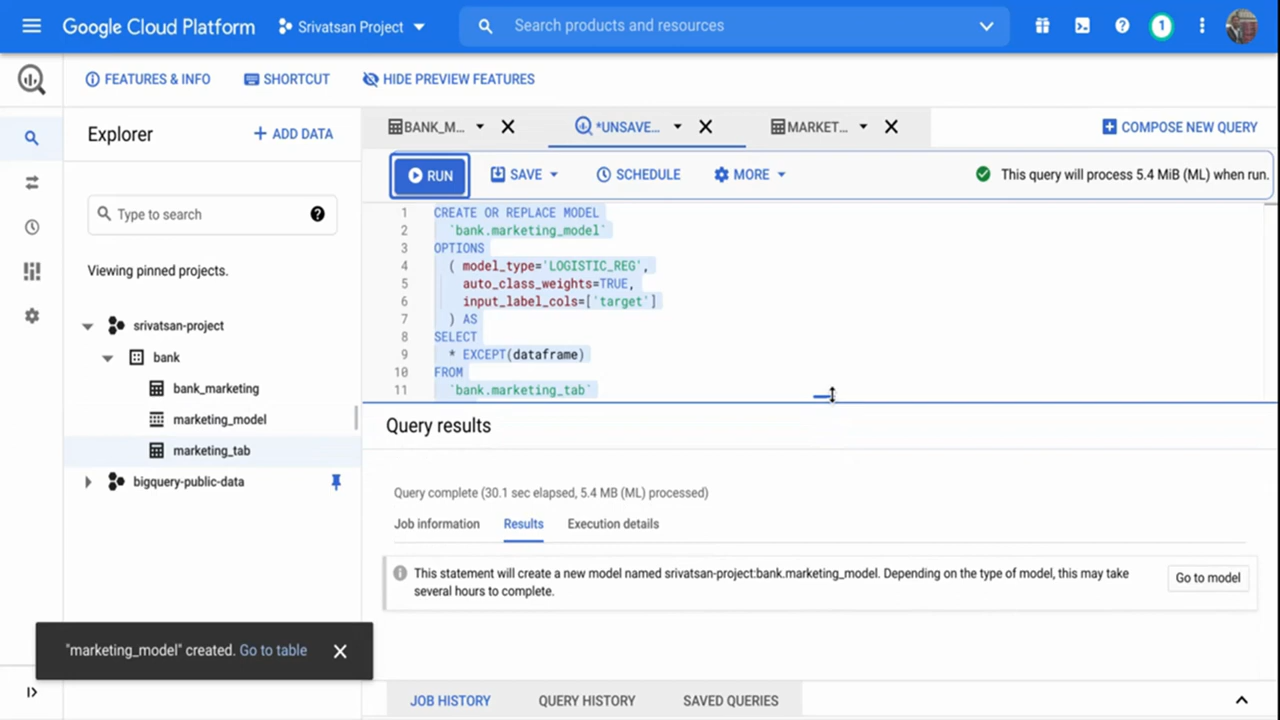 Google Cloud Platform Srivatsan Project Search products and resources 1
FEATURES & INFO SHORTCUT HIDE PREVIEW FEATURES
Explorer + ADD DATA
BANK_M... *UNSAVE... MARKET... COMPOSE NEW QUERY
RUN SAVE SCHEDULE MORE This query will process 5.4 MiB (ML) when run.
Type to search
Viewing pinned projects.
srivatsan-project
bank
bank_marketing
marketing_model
marketing_tab
bigquery-public-data
1 CREATE OR REPLACE MODEL
2 `bank.marketing_model`
3 OPTIONS
4 ( model_type='LOGISTIC_REG',
5 auto_class_weights=TRUE,
6 input_label_cols=['target']
7 ) AS
8 SELECT
9 * EXCEPT(dataframe)
10 FROM
11 `bank.marketing_tab`
Query results
Query complete (30.1 sec elapsed, 5.4 MB (ML) processed)
Job information Results Execution details
This statement will create a new model named srivatsan-project:bank.marketing_model. Depending on the type of model, this may take
several hours to complete.
Go to model
"marketing_model" created. Go to table
JOB HISTORY QUERY HISTORY SAVED QUERIES